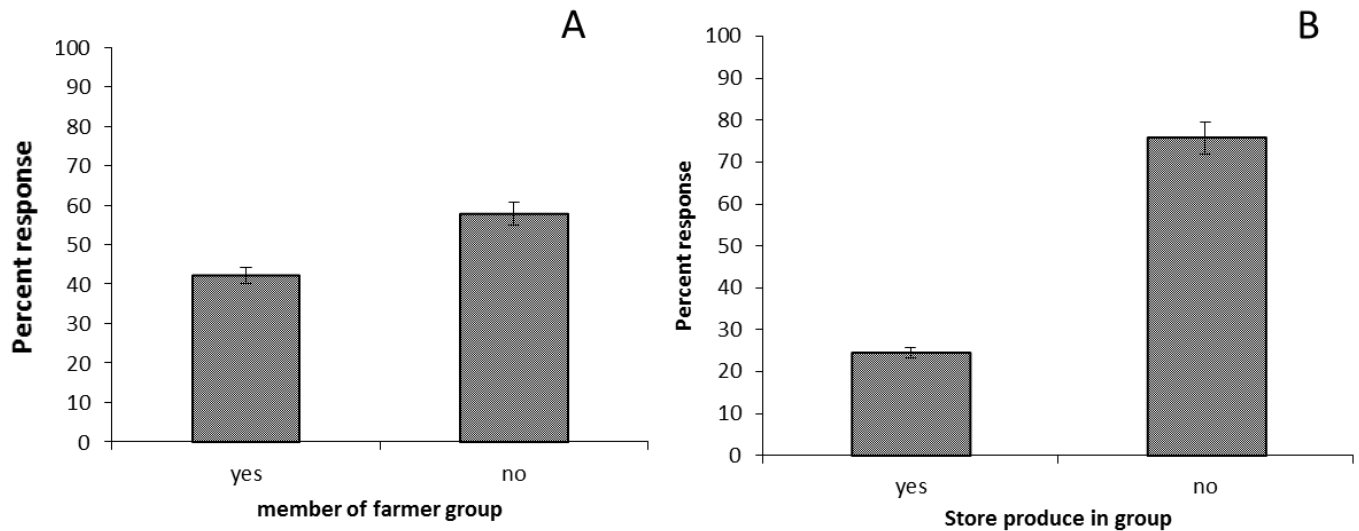 A
Percent response
100
90
80
70
60
50
40
30
20
10
0
yes no
member of farmer group
B
Percent response
100
90
80
70
60
50
40
30
20
10
0
yes no
Store produce in group